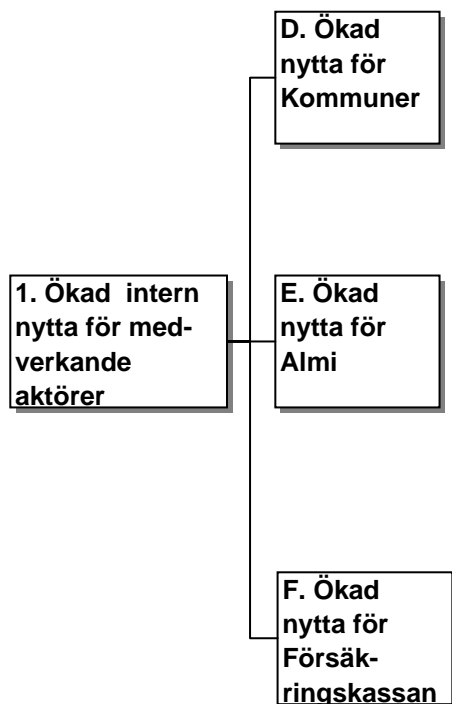 D. Ökad
nytta för
Kommuner
1. Ökad intern
nytta för med-
verkande
aktörer
E. Ökad
nytta för
Almi
F. Ökad
nytta för
Försäk-
ringskassan